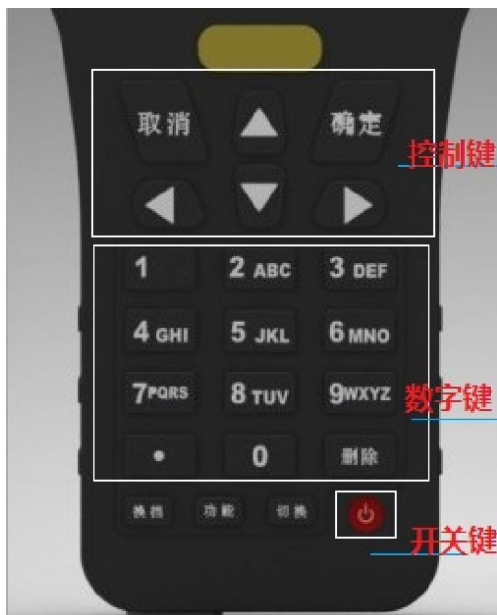 取消
确定
控制键
1
2 ABC
3 DEF
4 GHI
5 JKL
6 MNO
7PQRS
8 TUV
9WXYZ
数字键
•
0
删除
换档
功能
切换
开关键